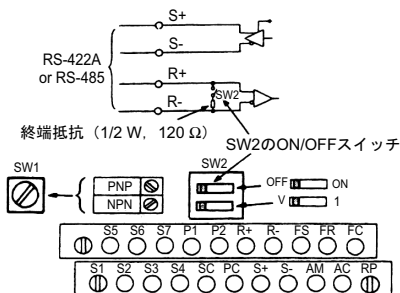 S+
S-
RS-422A
or RS-485
R+
R-
SW2
終端抵抗（1/2 W, 120 Ω）
SW2のON/OFFスイッチ
SW1
PNP
NPN
SW2
OFF ON
V 1
S5 S6 S7 P1 P2 R+ R- FS FR FC
S1 S2 S3 S4 SC PC S+ S- AM AC RP